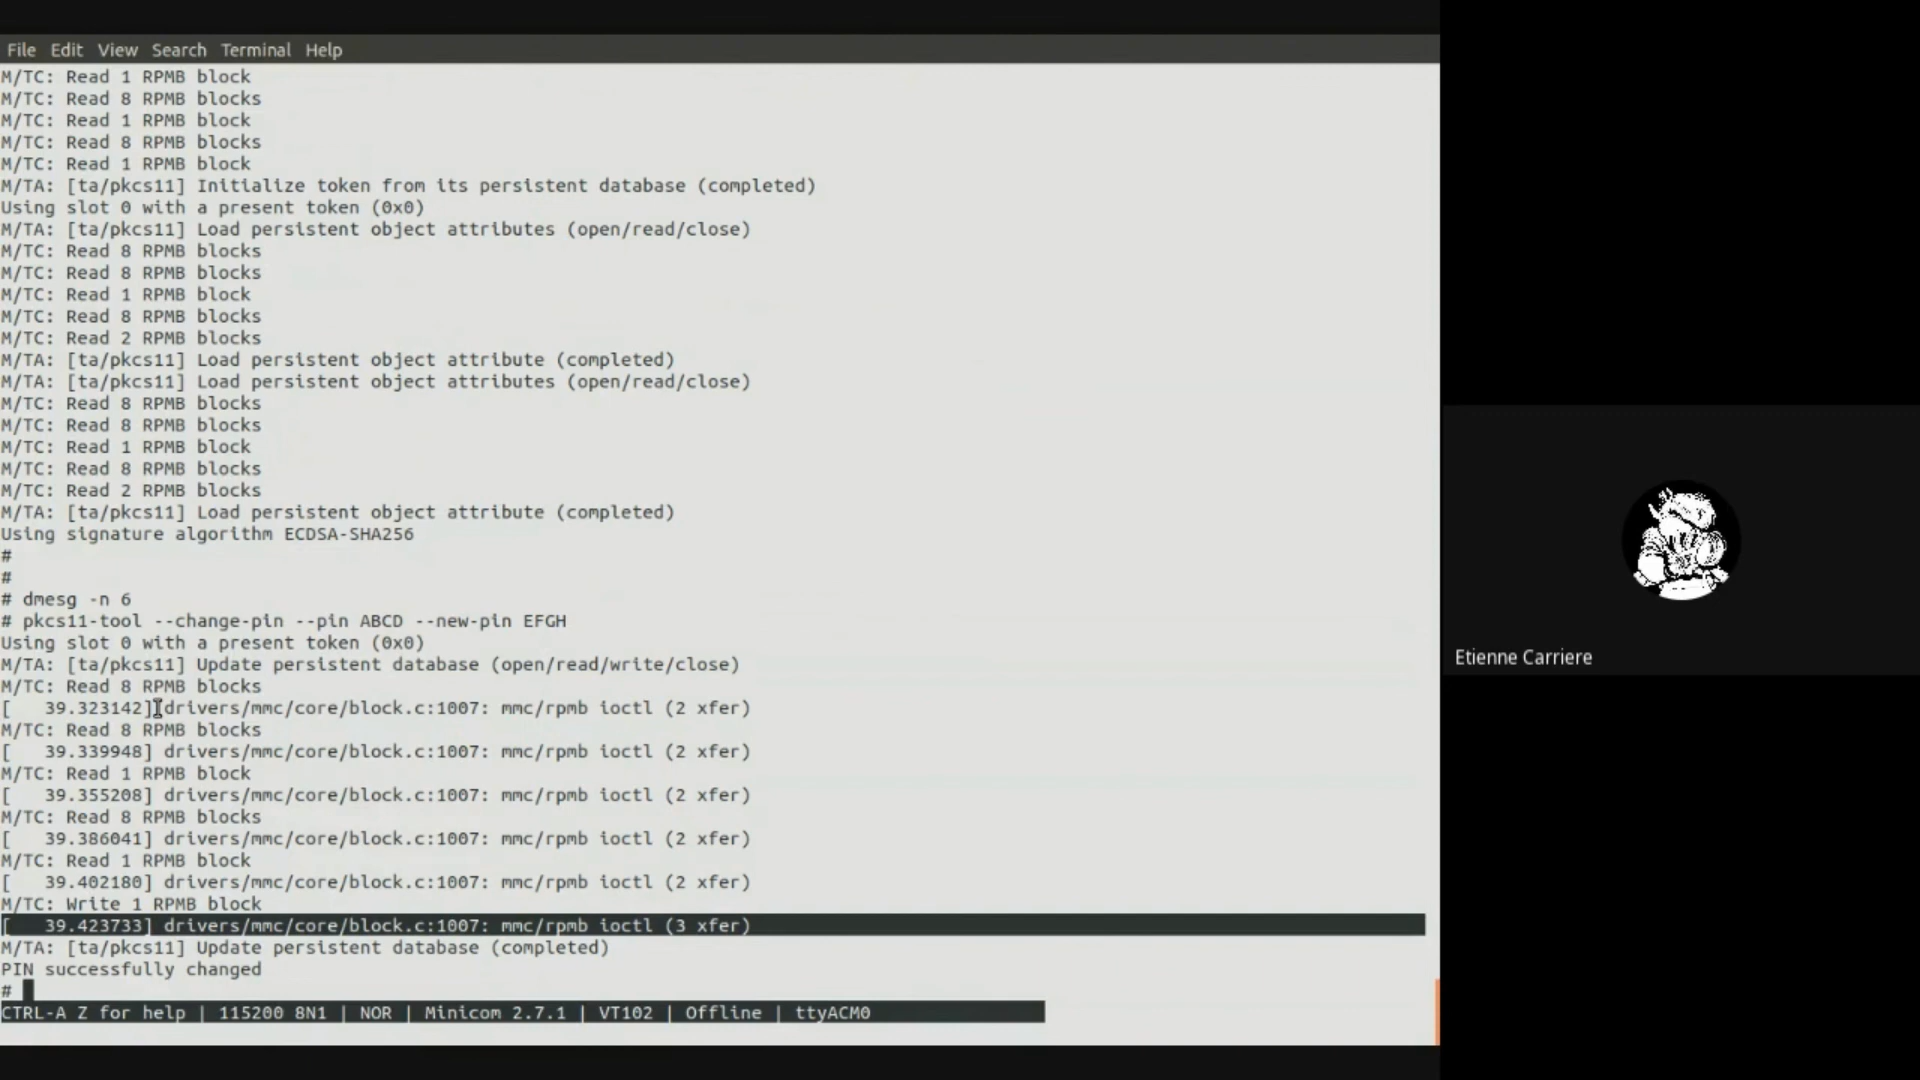 File Edit View Search Terminal Help
M/TC: Read 1 RPMB block
M/TC: Read 8 RPMB blocks
M/TC: Read 1 RPMB block
M/TC: Read 8 RPMB blocks
M/TC: Read 1 RPMB block
M/TA: [ta/pkcs11] Initialize token from its persistent database (completed)
Using slot 0 with a present token (0x0)
M/TA: [ta/pkcs11] Load persistent object attributes (open/read/close)
M/TC: Read 8 RPMB blocks
M/TC: Read 8 RPMB blocks
M/TC: Read 1 RPMB block
M/TC: Read 8 RPMB blocks
M/TC: Read 2 RPMB blocks
M/TA: [ta/pkcs11] Load persistent object attribute (completed)
M/TA: [ta/pkcs11] Load persistent object attributes (open/read/close)
M/TC: Read 8 RPMB blocks
M/TC: Read 8 RPMB blocks
M/TC: Read 1 RPMB block
M/TC: Read 8 RPMB blocks
M/TC: Read 2 RPMB blocks
M/TA: [ta/pkcs11] Load persistent object attribute (completed)
Using signature algorithm ECDSA-SHA256
#
#
# dmesg -n 6
# pkcs11-tool --change-pin --pin ABCD --new-pin EFGH
Using slot 0 with a present token (0x0)
M/TA: [ta/pkcs11] Update persistent database (open/read/write/close)
M/TC: Read 8 RPMB blocks
[   39.323142] drivers/mmc/core/block.c:1007: mmc/rpmb ioctl (2 xfer)
M/TC: Read 8 RPMB blocks
[   39.339948] drivers/mmc/core/block.c:1007: mmc/rpmb ioctl (2 xfer)
M/TC: Read 1 RPMB block
[   39.355208] drivers/mmc/core/block.c:1007: mmc/rpmb ioctl (2 xfer)
M/TC: Read 8 RPMB blocks
[   39.386041] drivers/mmc/core/block.c:1007: mmc/rpmb ioctl (2 xfer)
M/TC: Read 1 RPMB block
[   39.402180] drivers/mmc/core/block.c:1007: mmc/rpmb ioctl (2 xfer)
M/TC: Write 1 RPMB block
[   39.423733] drivers/mmc/core/block.c:1007: mmc/rpmb ioctl (3 xfer)
M/TA: [ta/pkcs11] Update persistent database (completed)
PIN successfully changed
#
CTRL-A Z for help | 115200 8N1 | NOR | Minicom 2.7.1 | VT102 | Offline | ttyACM0
Etienne Carriere